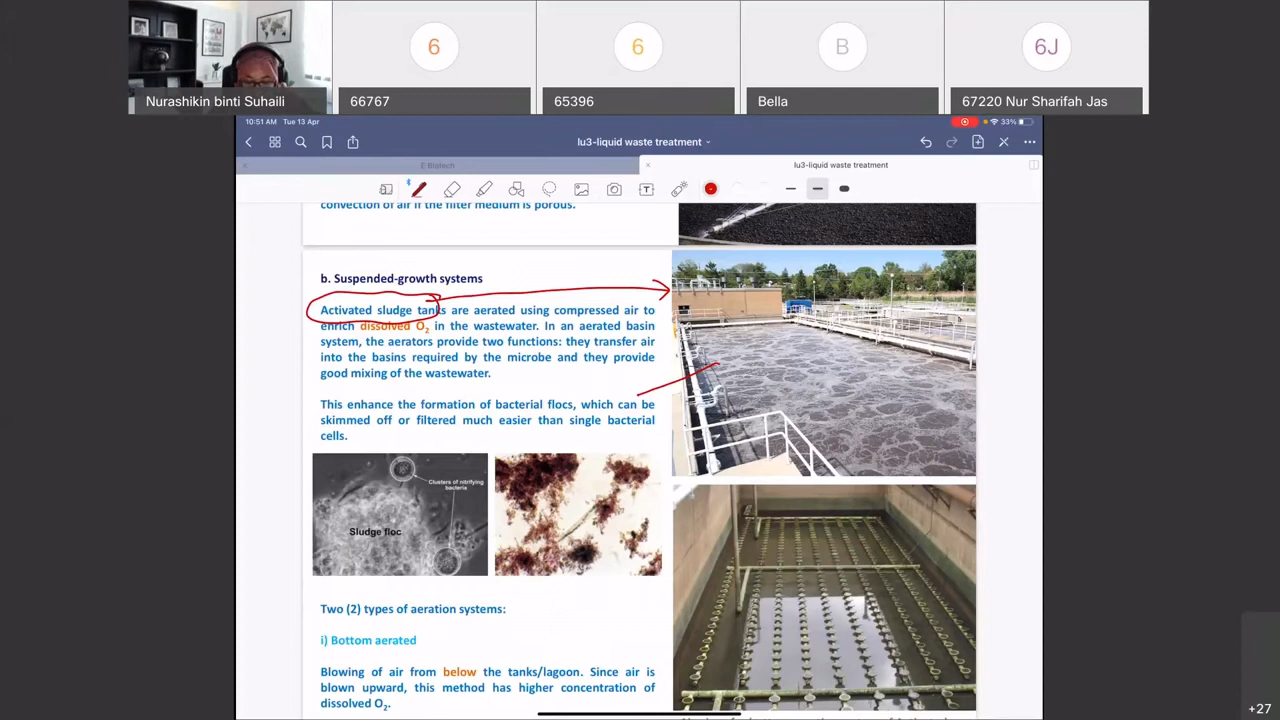 6
6
B
6J
Nurashikin binti Suhaili
66767
65396
Bella
67220 Nur Sharifah Jas
10:51 AM Tue 13 Apr
33%
lu3-liquid waste treatment
lu3-liquid waste treatment
convection of air if the filter medium is porous.
b. Suspended-growth systems
Activated sludge tanks are aerated using compressed air to
enrich dissolved O2 in the wastewater. In an aerated basin
system, the aerators provide two functions: they transfer air
into the basins required by the microbe and they provide
good mixing of the wastewater.
This enhance the formation of bacterial flocs, which can be
skimmed off or filtered much easier than single bacterial
cells.
Clusters of nitrifying
bacteria
Sludge floc
Two (2) types of aeration systems:
i) Bottom aerated
Blowing of air from below the tanks/lagoon. Since air is
blown upward, this method has higher concentration of
dissolved O2.
+27